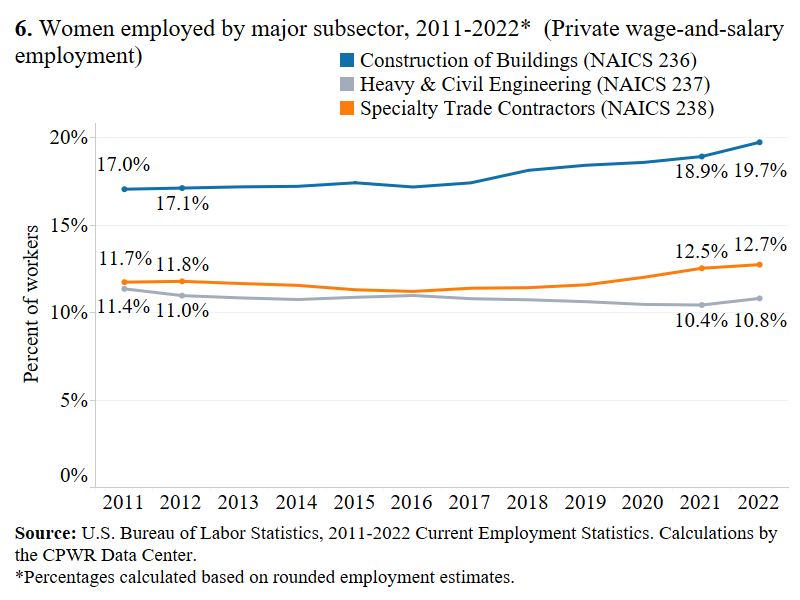 6. Women employed by major subsector, 2011-2022* (Private wage-and-salary
employment)
Construction of Buildings (NAICS 236)
Heavy & Civil Engineering (NAICS 237)
Specialty Trade Contractors (NAICS 238)
20%
17.0%
17.1%
18.9% 19.7%
15%
11.7% 11.8%
12.5% 12.7%
Percent of workers
10%
11.4% 11.0%
10.4% 10.8%
5%
0%
2011 2012 2013 2014 2015 2016 2017 2018 2019 2020 2021 2022
Source: U.S. Bureau of Labor Statistics, 2011-2022 Current Employment Statistics. Calculations by
the CPWR Data Center.
*Percentages calculated based on rounded employment estimates.